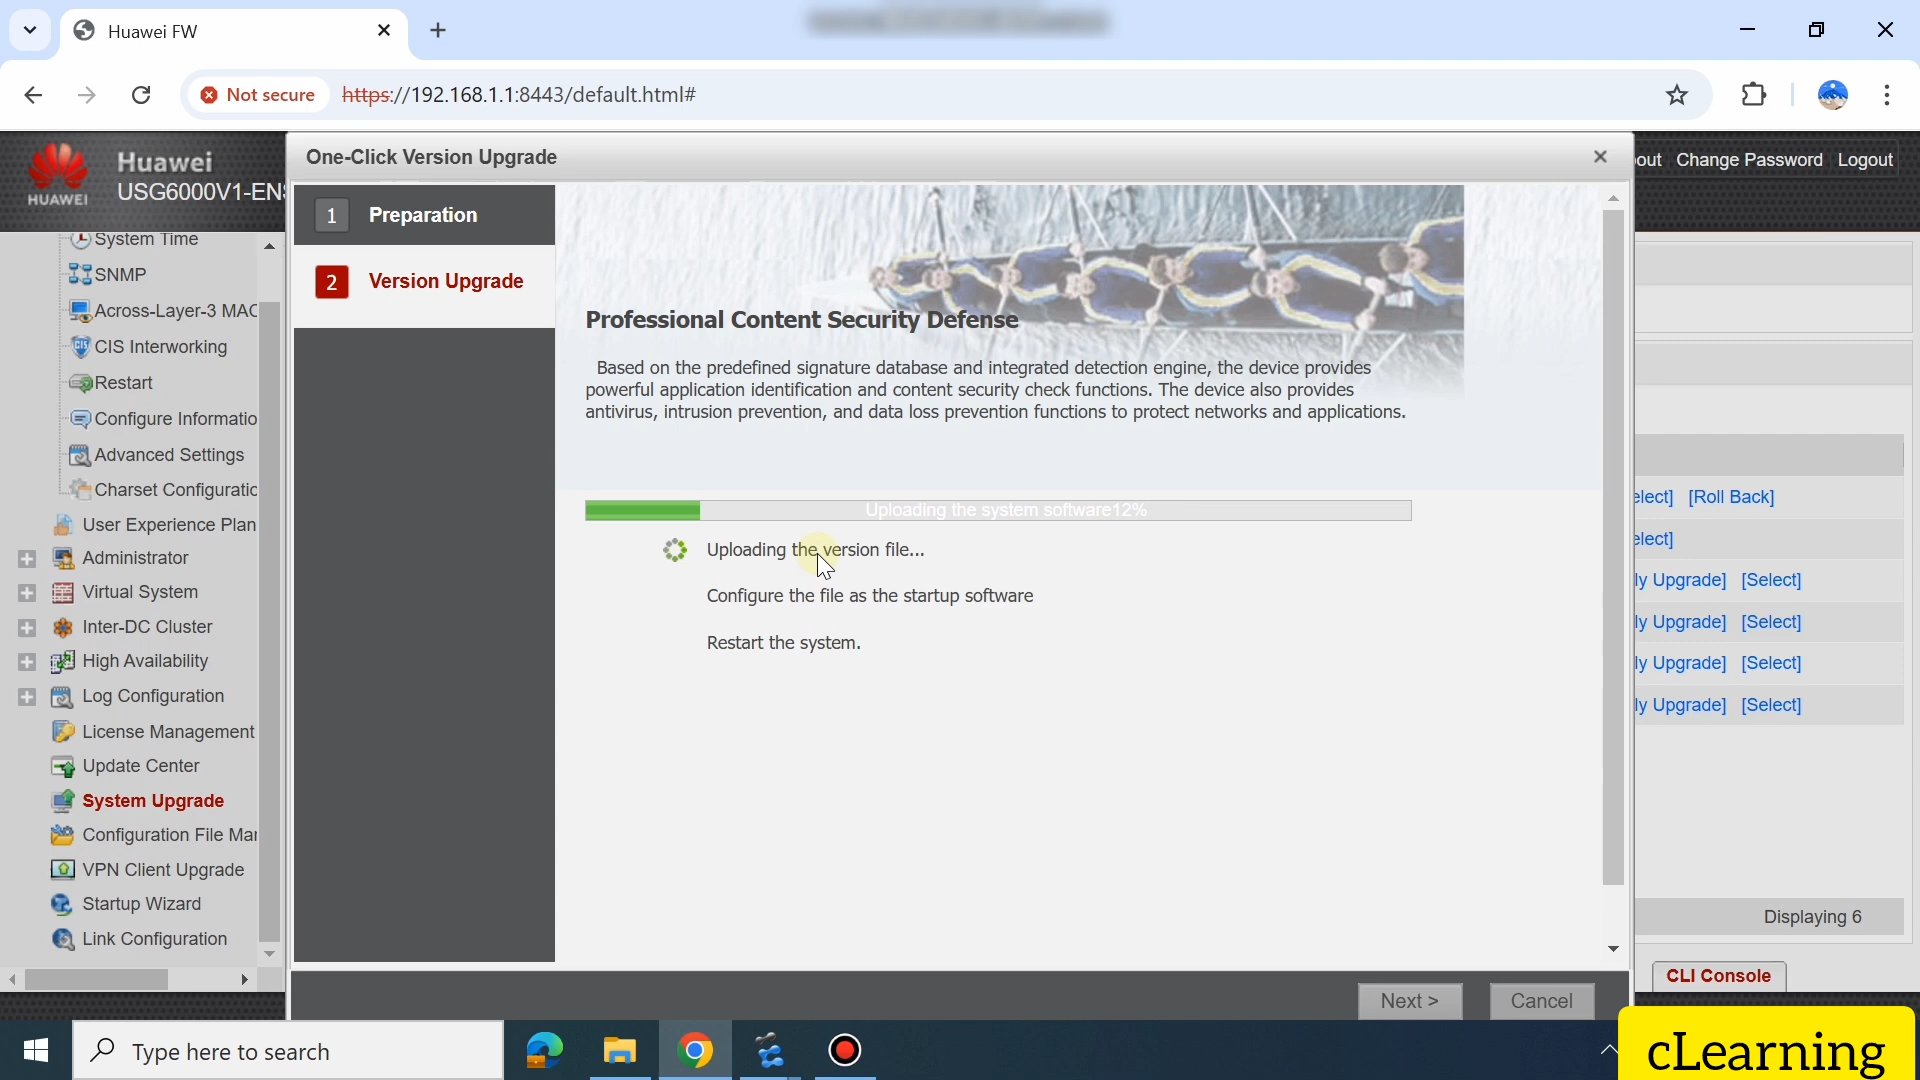 Huawei FW
Not secure
https://192.168.1.1:8443/default.html#
HUAWEI
Huawei
USG6000V1-ENS
One-Click Version Upgrade
out Change Password Logout
System Time
SNMP
Across-Layer-3 MAC
CIS Interworking
Restart
Configure Informatio
Advanced Settings
Charset Configuratio
User Experience Plan
Administrator
Virtual System
Inter-DC Cluster
High Availability
Log Configuration
License Management
Update Center
System Upgrade
Configuration File Mar
VPN Client Upgrade
Startup Wizard
Link Configuration
1 Preparation
2 Version Upgrade
Professional Content Security Defense
Based on the predefined signature database and integrated detection engine, the device provides
powerful application identification and content security check functions. The device also provides
antivirus, intrusion prevention, and data loss prevention functions to protect networks and applications.
Uploading the system software12%
Uploading the version file...
Configure the file as the startup software
Restart the system.
elect] [Roll Back]
elect]
ly Upgrade] [Select]
ly Upgrade] [Select]
ly Upgrade] [Select]
ly Upgrade] [Select]
Displaying 6
CLI Console
Next >
Cancel
Type here to search
cLearning